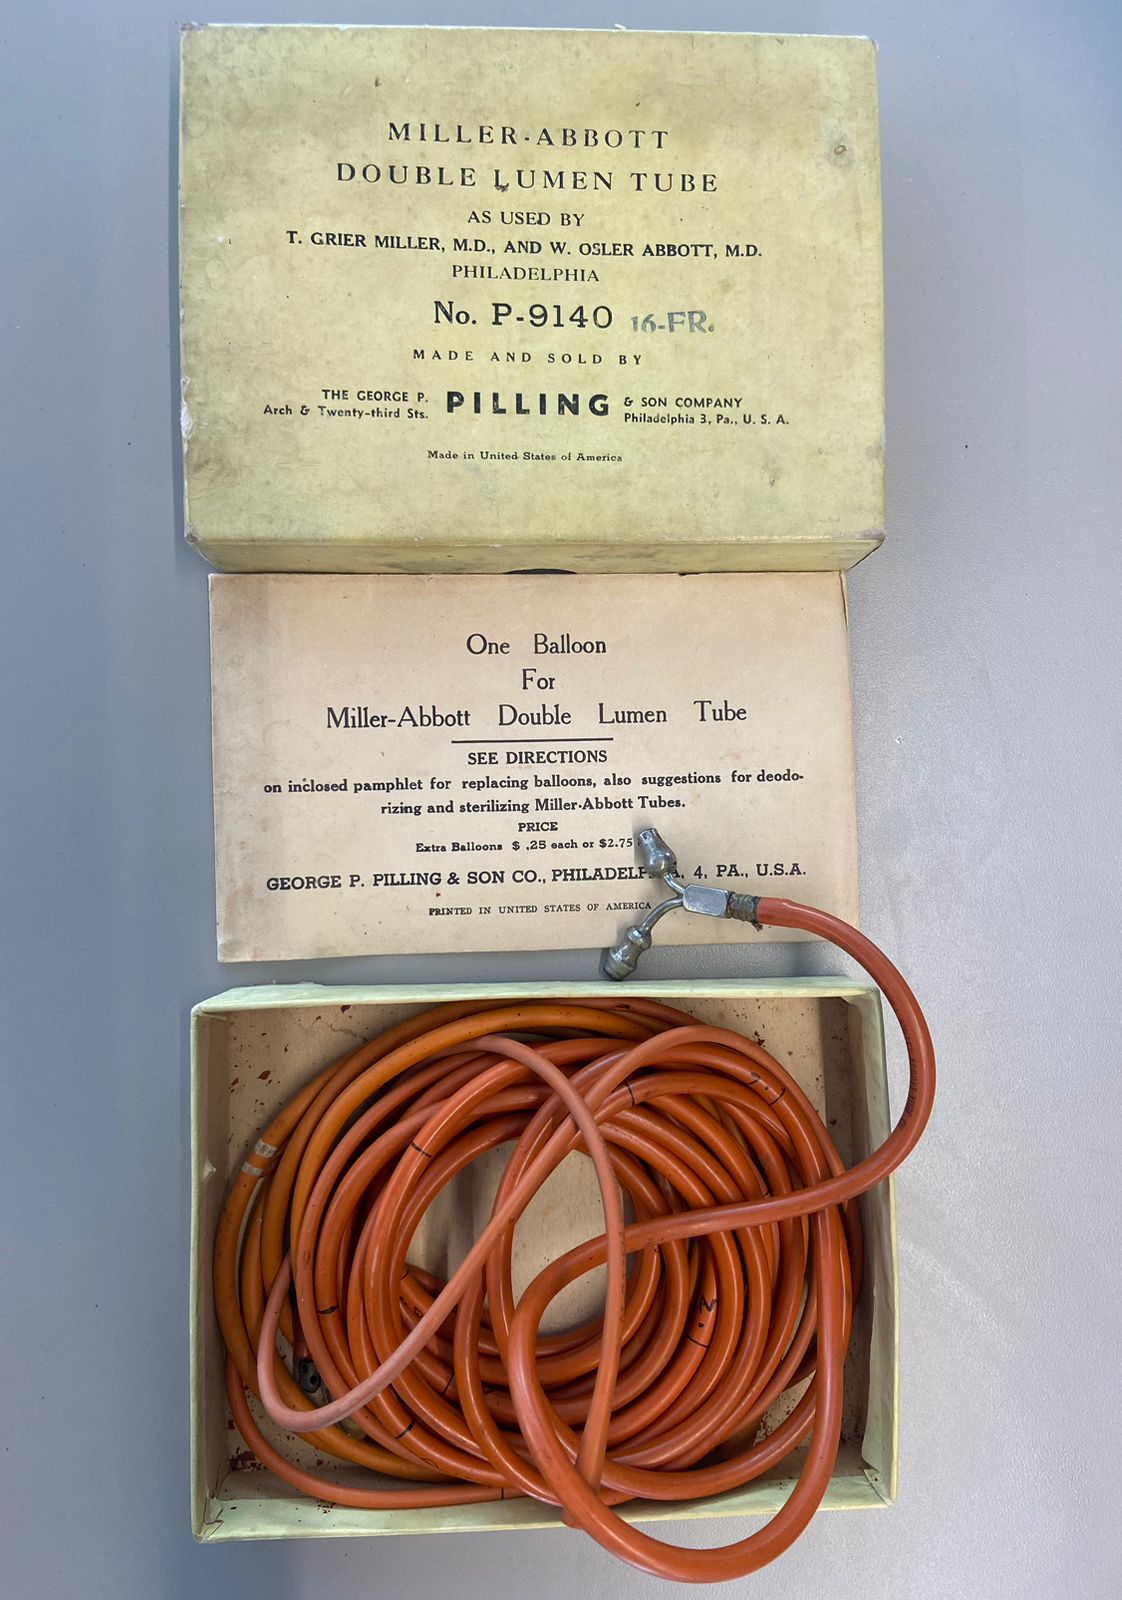 MILLER-ABBOTT
DOUBLE LUMEN TUBE
AS USED BY
T. GRIER MILLER, M.D., AND W. OSLER ABBOTT, M.D.
PHILADELPHIA
No. P-9140 16-FR.
MADE AND SOLD BY
THE GEORGE P. PILLING & SON COMPANY
Arch & Twenty-third Sts. Philadelphia 3, Pa., U. S. A.
Made in United States of America
One Balloon
For
Miller-Abbott Double Lumen Tube
SEE DIRECTIONS
on inclosed pamphlet for replacing balloons, also suggestions for deodo-
rizing and sterilizing Miller-Abbott Tubes.
PRICE
Extra Balloons $ .25 each or $2.75
GEORGE P. PILLING & SON CO., 4, PA., U.S.A.
PRINTED IN UNITED STATES OF AMERICA